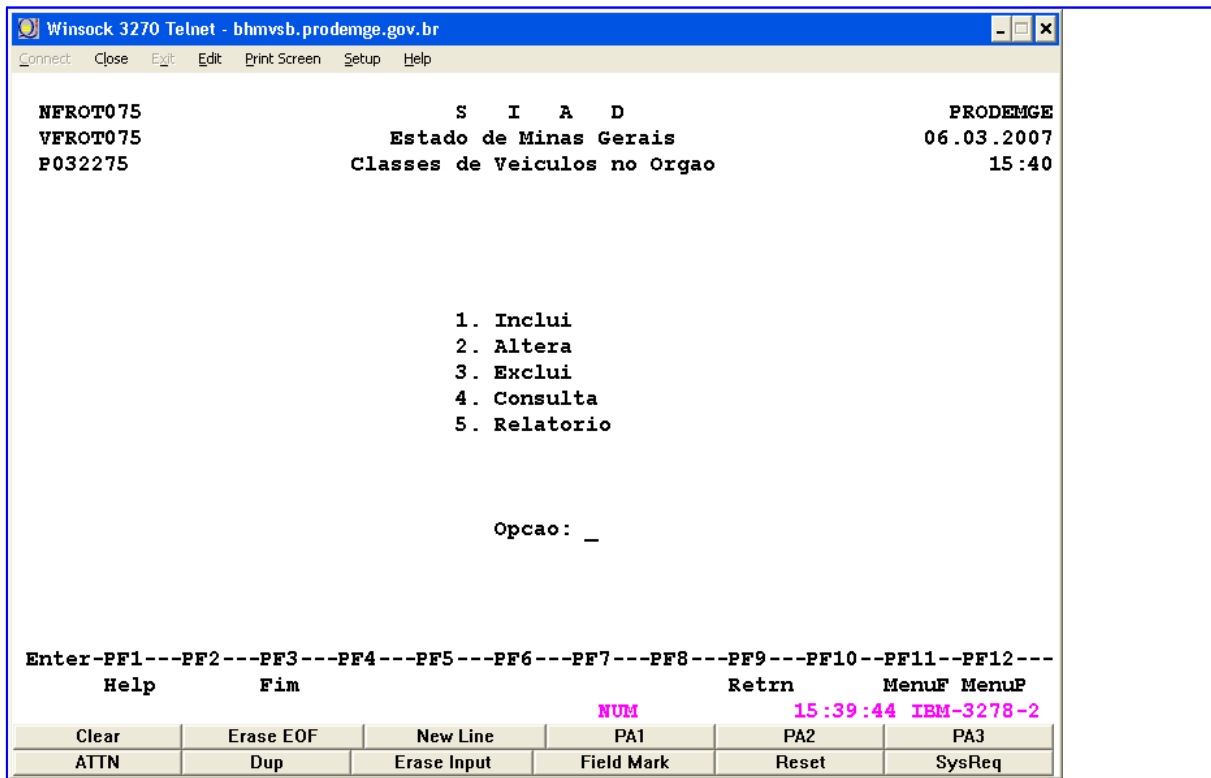 Winsock 3270 Telnet - bhmvsb.prodemge.gov.br
Connect Close Exit Edit Print Screen Setup Help
NFROT075 S I A D PRODEMGE
VFROT075 Estado de Minas Gerais 06.03.2007
P032275 Classes de Veiculos no Orgao 15:40
1. Inclui
2. Altera
3. Exclui
4. Consulta
5. Relatorio
Opcao: _
Enter-PF1---PF2---PF3---PF4---PF5---PF6---PF7---PF8---PF9---PF10--PF11--PF12---
Help Fim Retrn MenuF MenuP
NUM 15:39:44 IBM-3278-2
Clear Erase EOF New Line PA1 PA2 PA3
ATTN Dup Erase Input Field Mark Reset SysReq